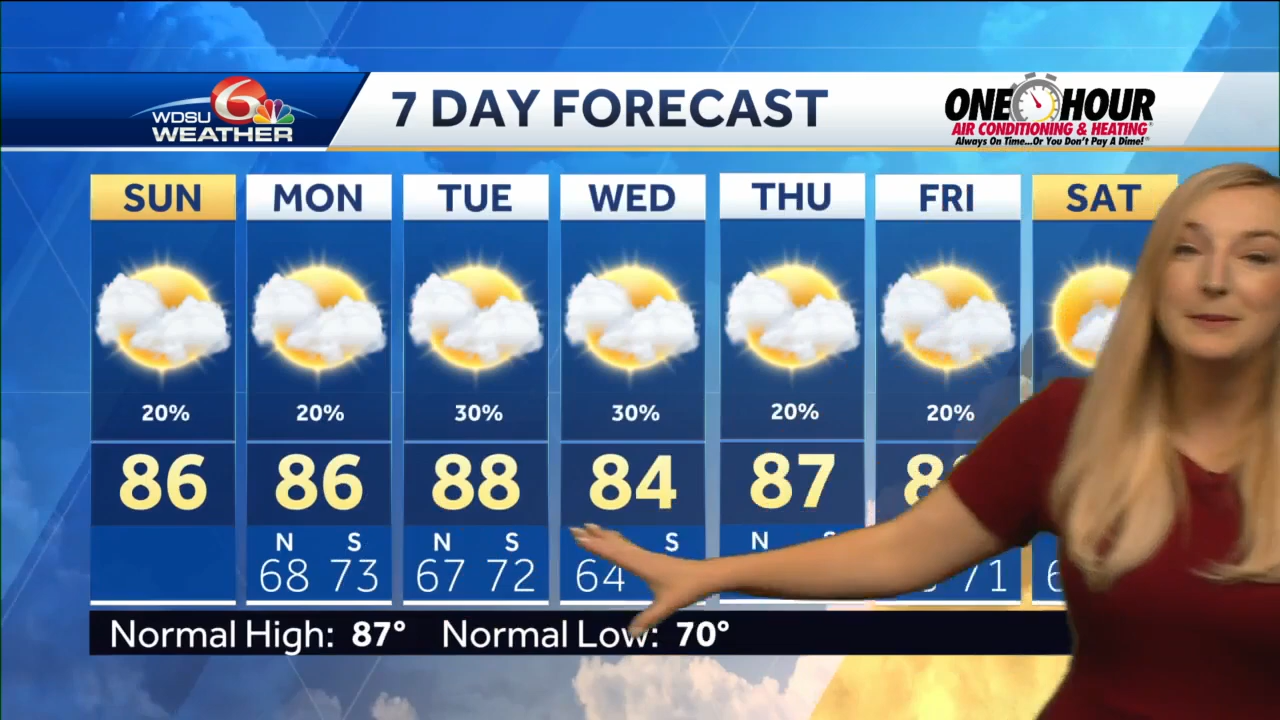 WDSU 6
WEATHER
7 DAY FORECAST
ONE HOUR
AIR CONDITIONING & HEATING
Always On Time...Or You Don't Pay A Dime!
SUN MON TUE WED THU FRI SAT
20% 20% 30% 30% 20% 20%
86 86 88 84 87
N S N S S N
68 73 67 72 64 71
Normal High: 87° Normal Low: 70°